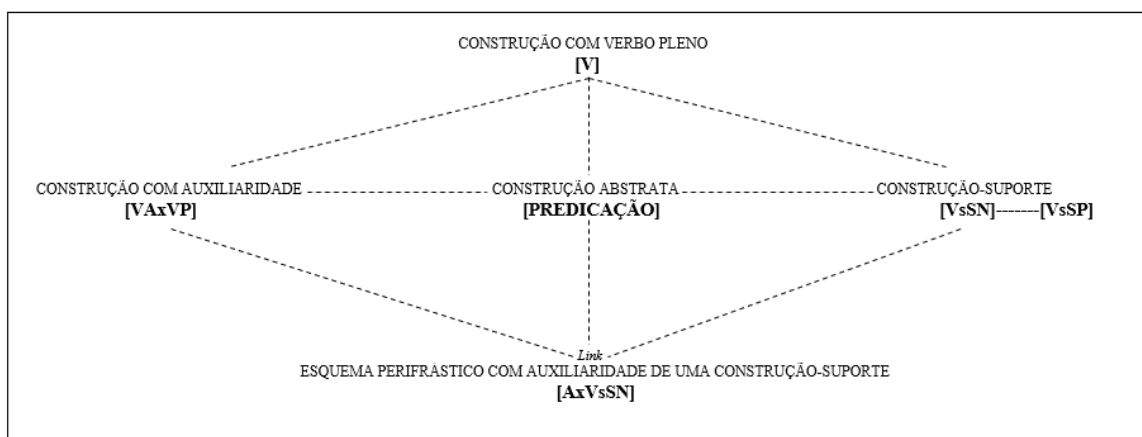 CONSTRUÇÃO COM VERBO PLENO
[V]
CONSTRUÇÃO COM AUXILIARIDADE CONSTRUÇÃO ABSTRATA CONSTRUÇÃO-SUPORTE
[VAxVP] [PREDICAÇÃO] [VsSN]-------[VsSP]
Link
ESQUEMA PERIFRÁSTICO COM AUXILIARIDADE DE UMA CONSTRUÇÃO-SUPORTE
[AxVsSN]